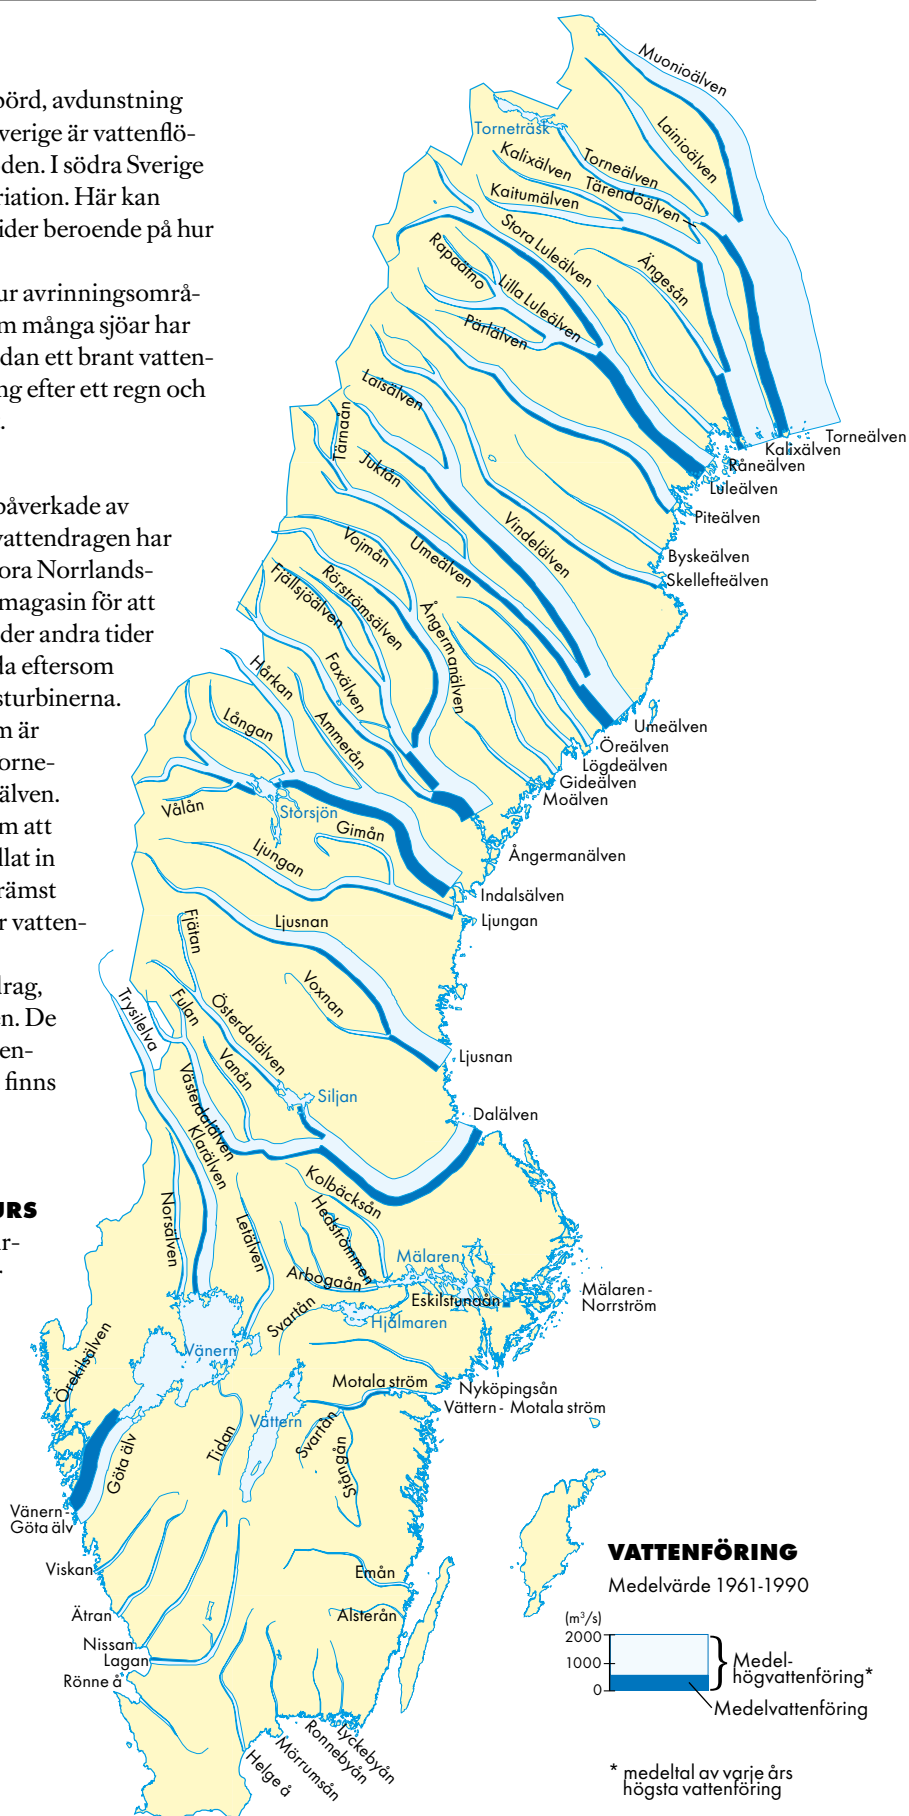 börd, avdunstning
verige är vattenflö-
oden. I södra Sverige
riation. Här kan
ider beroende på hur
ur avrinningsområ-
m många sjöar har
dan ett brant vatten-
ng efter ett regn och
.
påverkade av
vattendragen har
ora Norrlands-
magasin för att
der andra tider
la eftersom
sturbinerna.
m är
orne-
älven.
m att
llat in
rämst
r vatten-
drag,
en. De
en-
finns
URS
är-
Muonioälven
Torneträsk
Lainioälven
Kalixälven
Torneälven
Tärendöälven
Kaitumälven
Stora Luleälven
Rapaätno
Ängesån
Lilla Luleälven
Pärlälven
Laisälven
Tärnaån
Juktån
Torneälven
Kalixälven
Råneälven
Luleälven
Piteälven
Vindelälven
Vojmån
Umeälven
Byskeälven
Skellefteälven
Fjällsjöälven
Rörströmsälven
Ångermanälven
Hårkan
Faxälven
Långan
Ammerån
Umeälven
Öreälven
Lögdeälven
Gideälven
Moälven
Vålån
Storsjön
Gimån
Ljungan
Ångermanälven
Indalsälven
Ljungan
Ljusnan
Fjätan
Voxnan
Trysilelva
Fulan
Österdalälven
Vanån
Ljusnan
Siljan
Västerdalälven
Dalälven
Klarälven
Kolbäcksån
Norsälven
Letälven
Hedströmmen
Mälaren
Arbogaån
Eskilstunaån
Mälaren -
Norrström
Svartån
Hjälmaren
Örekilsälven
Vänern
Motala ström
Nyköpingsån
Vättern - Motala ström
Vättern
Tidan
Svartån
Stångån
Göta älv
Vänern -
Göta älv
Viskan
Emån
Ätran
Alsterån
Nissan
Lagan
Rönne å
Helge å
Mörrumsån
Ronnebyån
Lyckebyån
VATTENFÖRING
Medelvärde 1961-1990
(m³/s)
2000
1000
0
Medel-
högvattenföring*
Medelvattenföring
* medeltal av varje års
högsta vattenföring